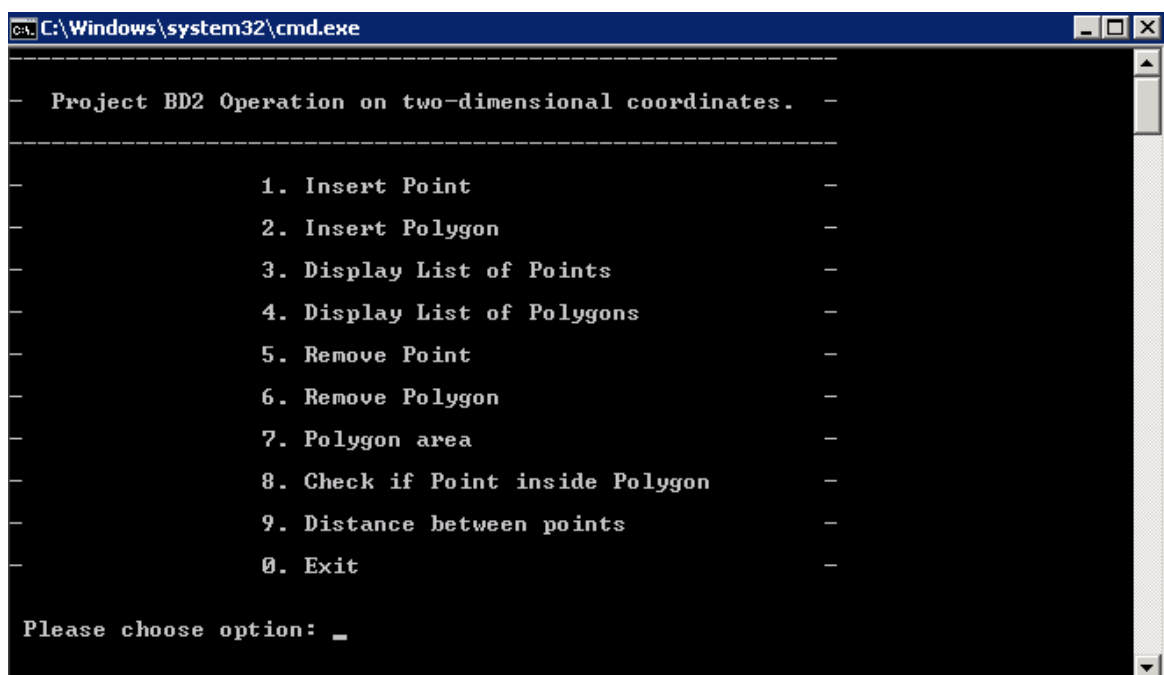 C:\Windows\system32\cmd.exe
------------------------------------------------------------
-  Project BD2 Operation on two-dimensional coordinates.  -
------------------------------------------------------------
-                 1. Insert Point                         -
-                 2. Insert Polygon                       -
-                 3. Display List of Points               -
-                 4. Display List of Polygons             -
-                 5. Remove Point                         -
-                 6. Remove Polygon                       -
-                 7. Polygon area                         -
-                 8. Check if Point inside Polygon        -
-                 9. Distance between points              -
-                 0. Exit                                 -
Please choose option: _